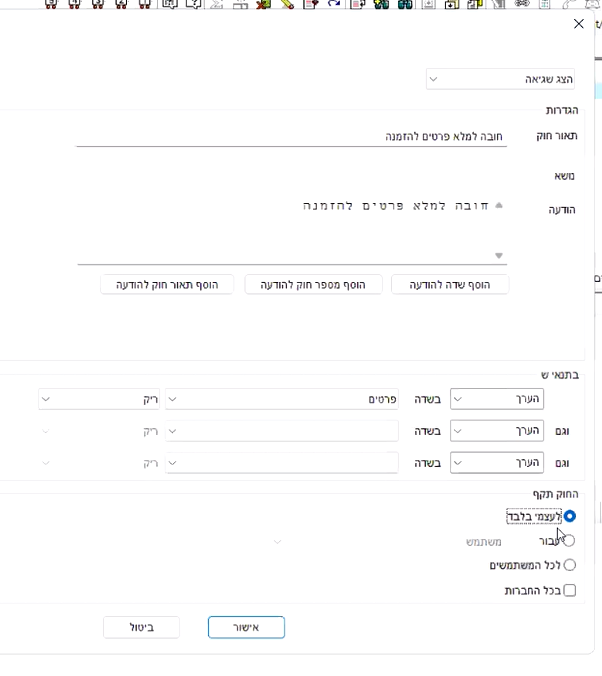 הצג שגיאה
הגדרות
תאור חוק חובה למלא פרטים להזמנה
נושא
הודעה חובה למלא פרטים להזמנה
הוסף שדה להודעה הוסף מספר חוק להודעה הוסף תאור חוק להודעה
בתנאי ש
הערך בשדה פרטים ריק
וגם הערך בשדה ריק
וגם הערך בשדה ריק
החוק תקף
לעצמי בלבד
עבור משתמש
לכל המשתמשים
בכל החברות
אישור ביטול